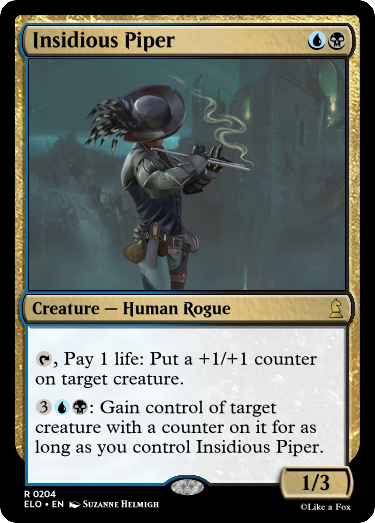 Insidious Piper
Creature — Human Rogue
, Pay 1 life: Put a +1/+1 counter
on target creature.
3 : Gain control of target
creature with a counter on it for as
long as you control Insidious Piper.
1/3
R 0204
ELO • EN Suzanne Helmigh
©Like a Fox